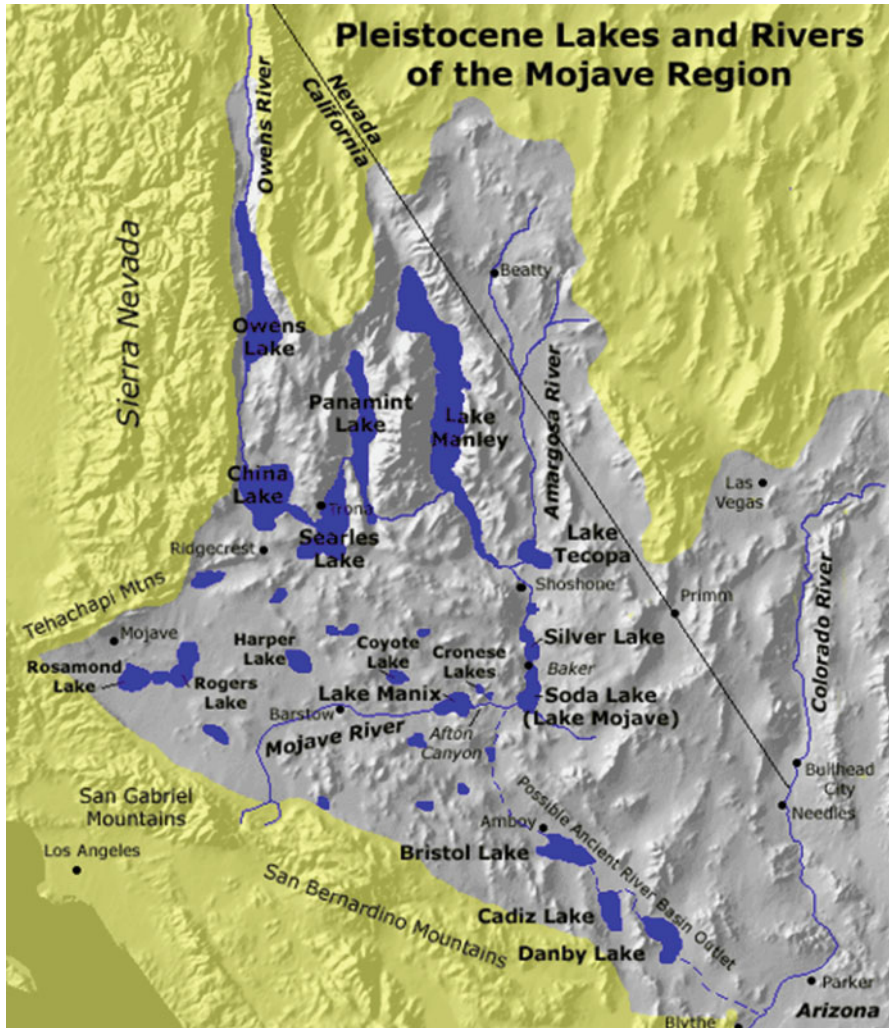 Pleistocene Lakes and Rivers
of the Mojave Region
Owens River
Nevada
California
Sierra Nevada
Beatty
Owens
Lake
Panamint
Lake
Lake
Manley
Amargosa River
China
Lake
Trona
Las
Vegas
Ridgecrest
Searles
Lake
Lake
Tecopa
Shoshone
Primm
Colorado River
Tehachapi Mtns
Mojave
Harper
Lake
Coyote
Lake
Cronese
Lakes
Silver Lake
Baker
Rosamond
Lake
Rogers
Lake
Lake Manix
Soda Lake
(Lake Mojave)
Barstow
Mojave River
Afton
Canyon
Bullhead
City
Needles
San Gabriel
Mountains
Los Angeles
Amboy
Possible Ancient River Basin Outlet
Bristol Lake
San Bernardino Mountains
Cadiz Lake
Danby Lake
Parker
Arizona
Blythe